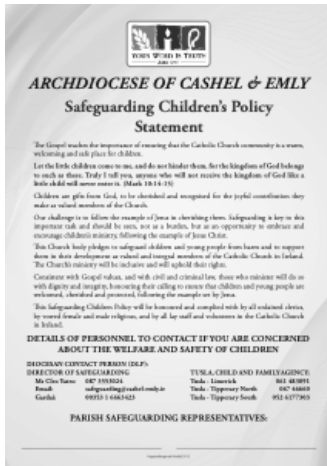 YOUR WORD IS TRUTH
ARCHDIOCESE OF CASHEL & EMLY
Safeguarding Children's Policy
Statement
The Gospel teaches the importance of ensuring that the Catholic Church community is a warm,
welcoming and safe place for children.
Let the little children come to me, and do not hinder them, for the kingdom of God belongs
to such as these. Truly I tell you, anyone who will not receive the kingdom of God like a
little child will never enter it. (Mark 10:14-15)
Children are gifts from God, to be cherished and recognised for the joyful contribution they
make as valued members of the Church.
Our challenge is to follow the example of Jesus in cherishing them. Safeguarding is key to this
important task and should be seen, not as a burden, but as an opportunity to embrace and
encourage children's ministry, following the example of Jesus Christ.
This Church body pledges to safeguard children and young people from harm and to support
them in their development as valued and integral members of the Catholic Church in Ireland.
The Church's ministry will be inclusive and will uphold their rights.
Consistent with Gospel values, and with civil and criminal law, those who minister will do so
with dignity and integrity, honouring their calling to ensure that children and young people are
welcomed, cherished and protected, following the example set by Jesus.
This Safeguarding Children Policy will be honoured and complied with by all ordained clerics,
by vowed female and male religious, and by all lay staff and volunteers in the Catholic Church
in Ireland.
DETAILS OF PERSONNEL TO CONTACT IF YOU ARE CONCERNED
ABOUT THE WELFARE AND SAFETY OF CHILDREN
DIOCESAN CONTACT PERSON (DLP):
DIRECTOR OF SAFEGUARDING
Ms Cleo Yates: 087
Email: safeguarding@cashel-emly.ie
Gardaí:
TUSLA, CHILD AND FAMILY AGENCY:
Tusla - Limerick
Tusla - Tipperary North
Tusla - Tipperary South
PARISH SAFEGUARDING REPRESENTATIVES: